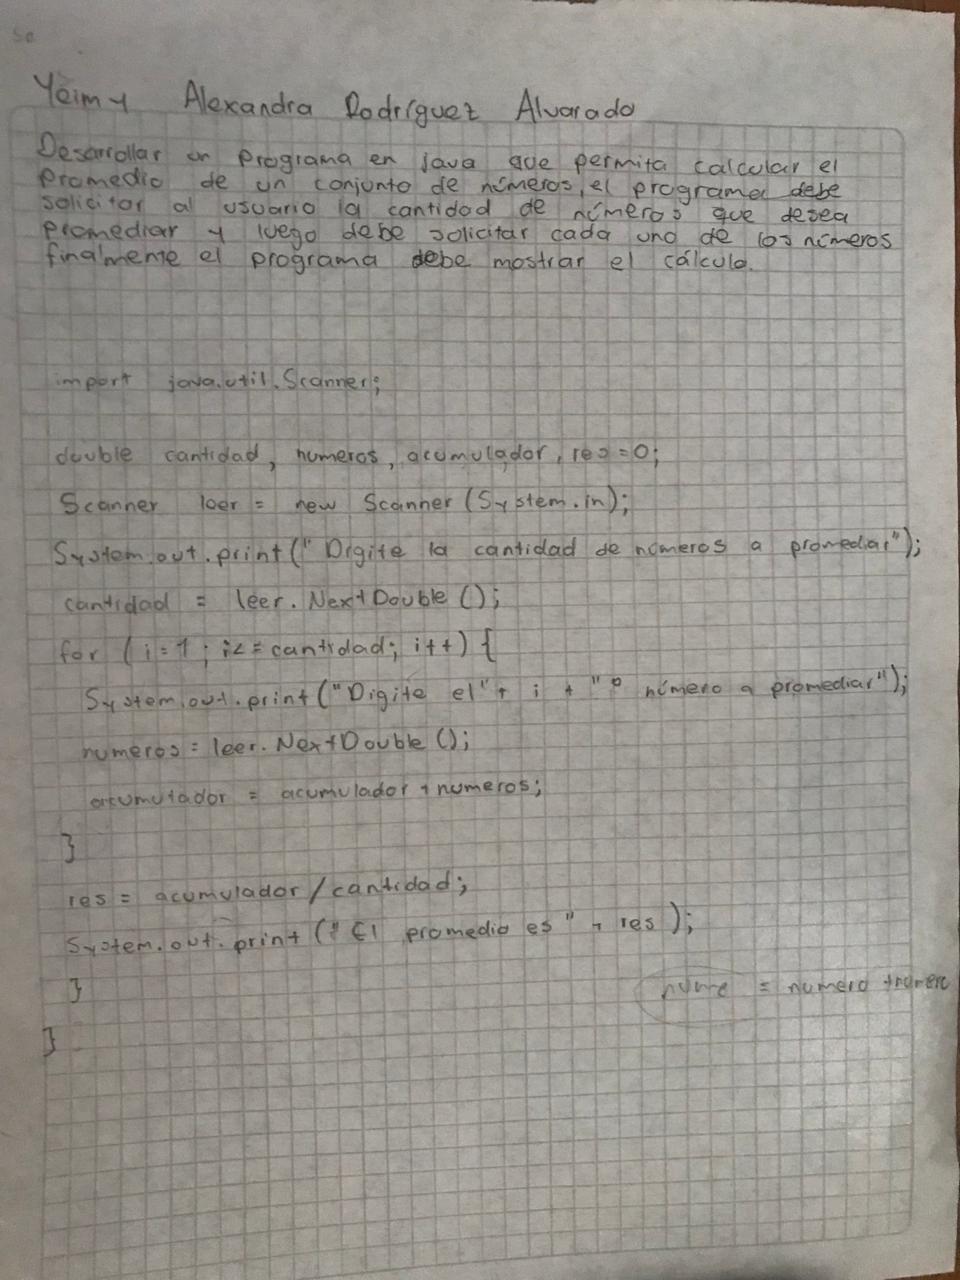 50
Yeimy Alexandra Rodríguez Alvarado
Desarrollar un programa en java que permita calcular el
Promedio de un conjunto de números, el programa debe
solicitar al usuario la cantidad de números que desea
Promediar y luego debe solicitar cada uno de los números
finalmente el programa debe mostrar el cálculo.
import java.util.Scanner;
double cantidad, numeros, acumulador, res=0;
Scanner leer = new Scanner (System.in);
System.out.print(" Digite la cantidad de números a promediar");
cantidad = leer. NextDouble ();
for (i=1; i<=cantidad; i++) {
System.out.print("Digite el"+ i + "° número a promediar");
numeros = leer. NextDouble ();
acumulador = acumulador + numeros;
}
res = acumulador/cantidad;
System.out.print (" El promedio es " + res );
}
nume = numero +numero
}